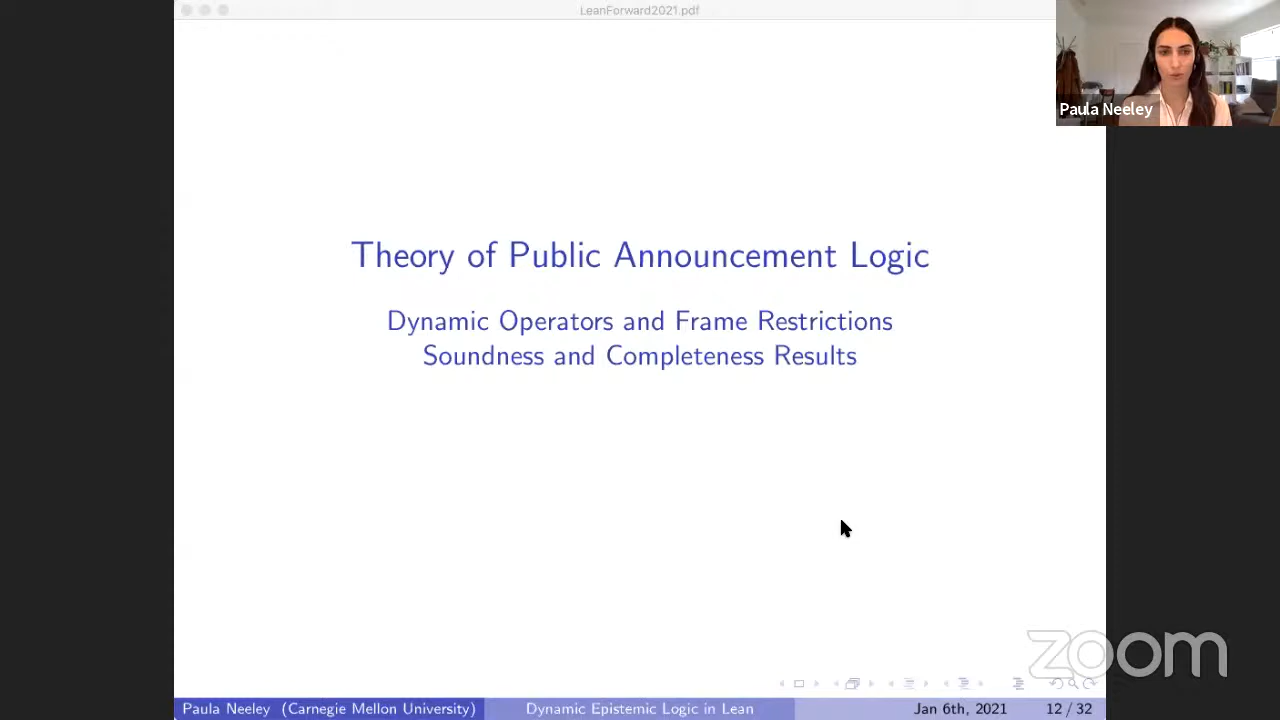 LeanForward2021.pdf
Paula Neeley
Theory of Public Announcement Logic
Dynamic Operators and Frame Restrictions
Soundness and Completeness Results
zoom
Paula Neeley (Carnegie Mellon University) Dynamic Epistemic Logic in Lean Jan 6th, 2021 12 / 32